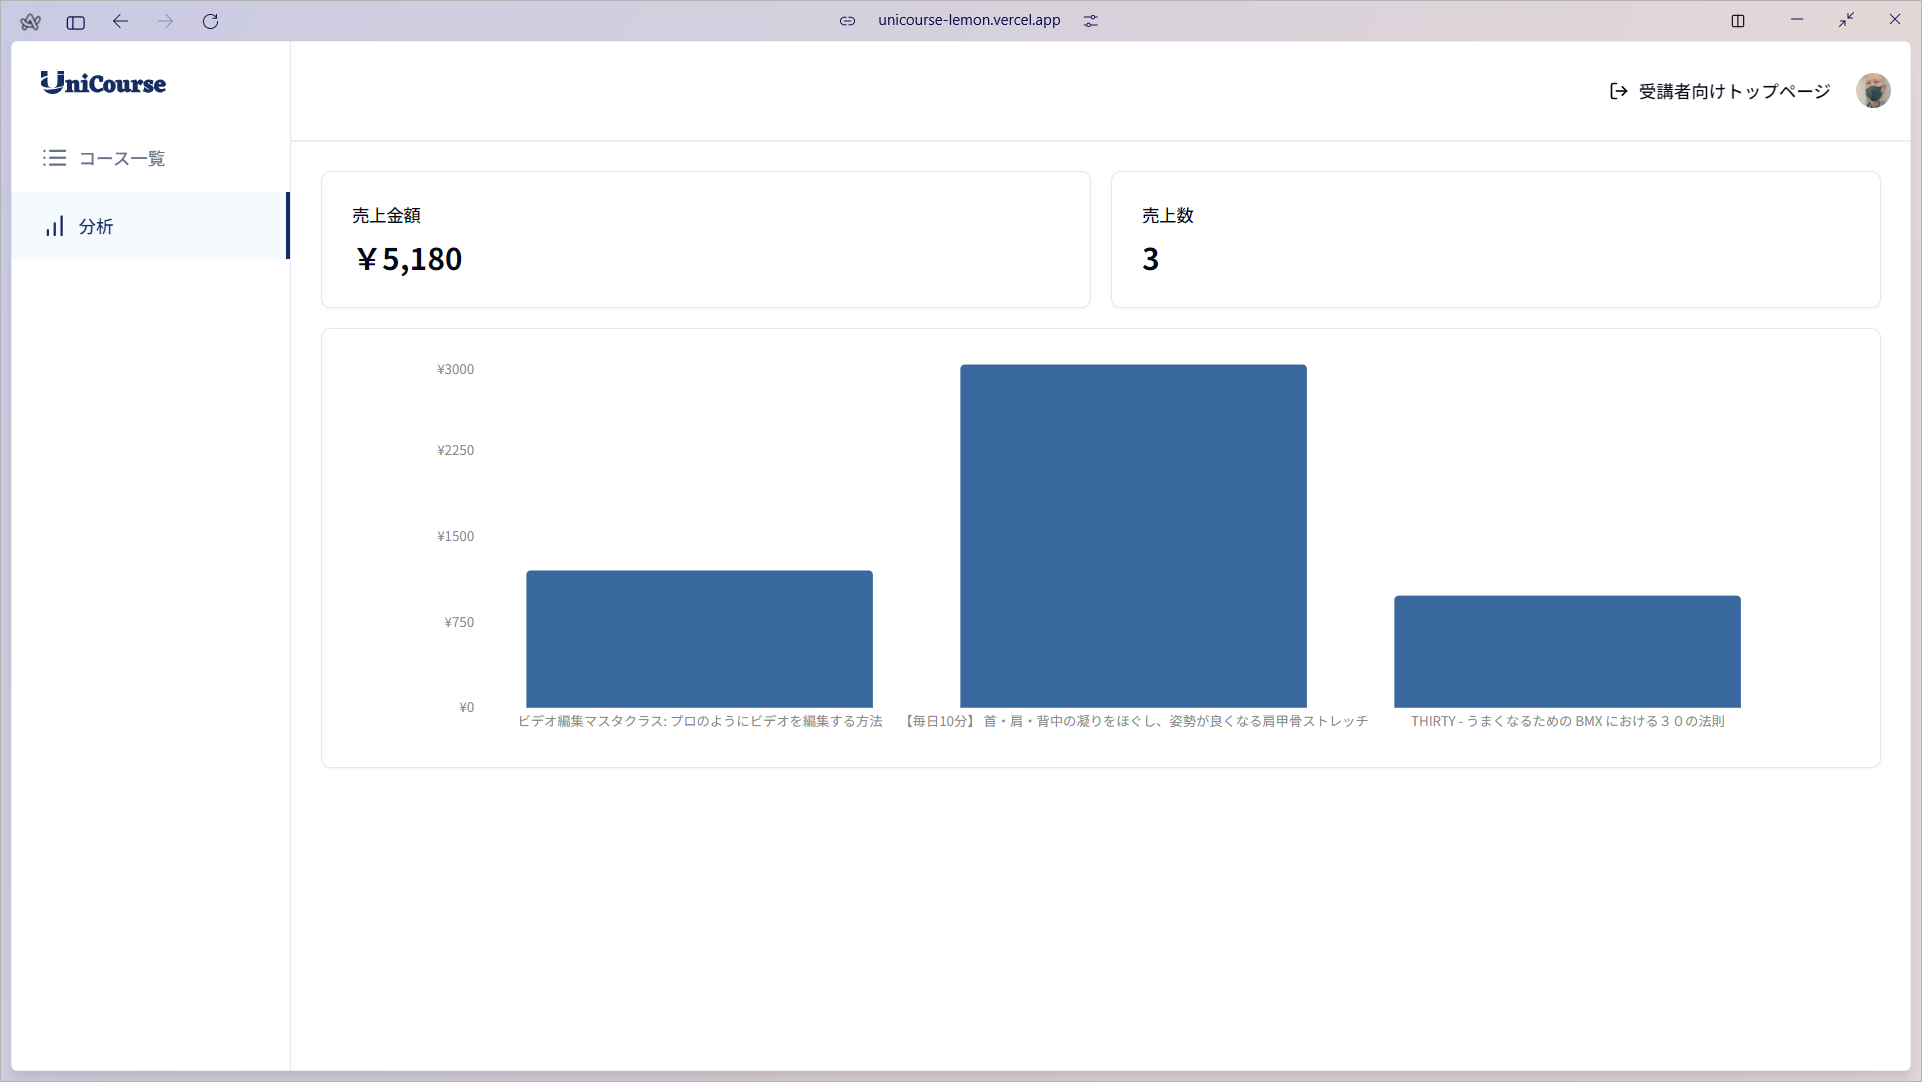 unicourse-lemon.vercel.app
UniCourse
受講者向けトップページ
コース一覧
分析
売上金額
￥5,180
売上数
3
¥3000
¥2250
¥1500
¥750
¥0
ビデオ編集マスタクラス: プロのようにビデオを編集する方法
【毎日10分】 首・肩・背中の凝りをほぐし、姿勢が良くなる肩甲骨ストレッチ
THIRTY - うまくなるための BMX における３０の法則